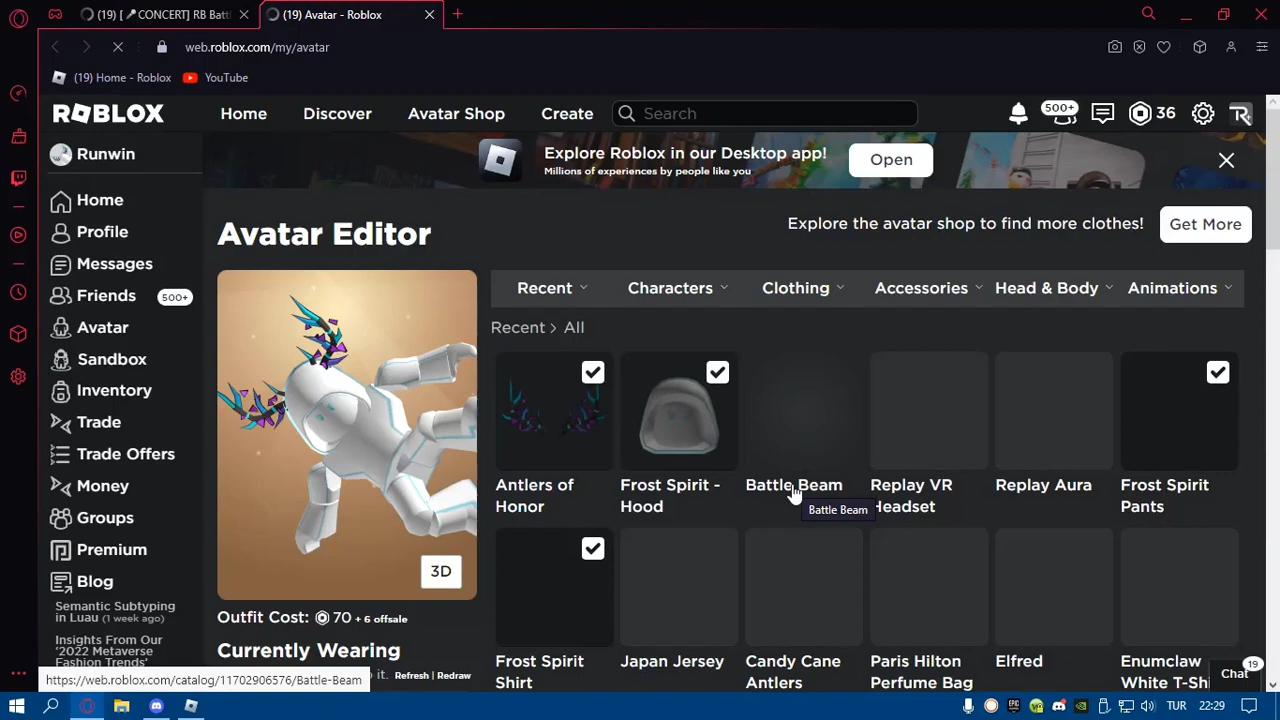 (19) [🎤CONCERT] RB Batt
(19) Avatar - Roblox
web.roblox.com/my/avatar
(19) Home - Roblox
YouTube
ROBLOX
Home
Discover
Avatar Shop
Create
Search
500+
36
Runwin
Explore Roblox in our Desktop app!
Millions of experiences by people like you
Open
Home
Profile
Messages
Friends 500+
Avatar
Sandbox
Inventory
Trade
Trade Offers
Money
Groups
Premium
Blog
Semantic Subtyping
in Luau (1 week ago)
Insights From Our
'2022 Metaverse
Fashion Trends'
Avatar Editor
Explore the avatar shop to find more clothes!
Get More
Recent
Characters
Clothing
Accessories
Head & Body
Animations
Recent > All
3D
Outfit Cost: 70 + 6 offsale
Currently Wearing
it. Refresh | Redraw
Antlers of
Honor
Frost Spirit -
Hood
Battle Beam
Battle Beam
Replay VR
Headset
Replay Aura
Frost Spirit
Pants
Frost Spirit
Shirt
Japan Jersey
Candy Cane
Antlers
Paris Hilton
Perfume Bag
Elfred
Enumclaw
White T-Shi
Chat
19
https://web.roblox.com/catalog/11702906576/Battle-Beam
TUR
22:29